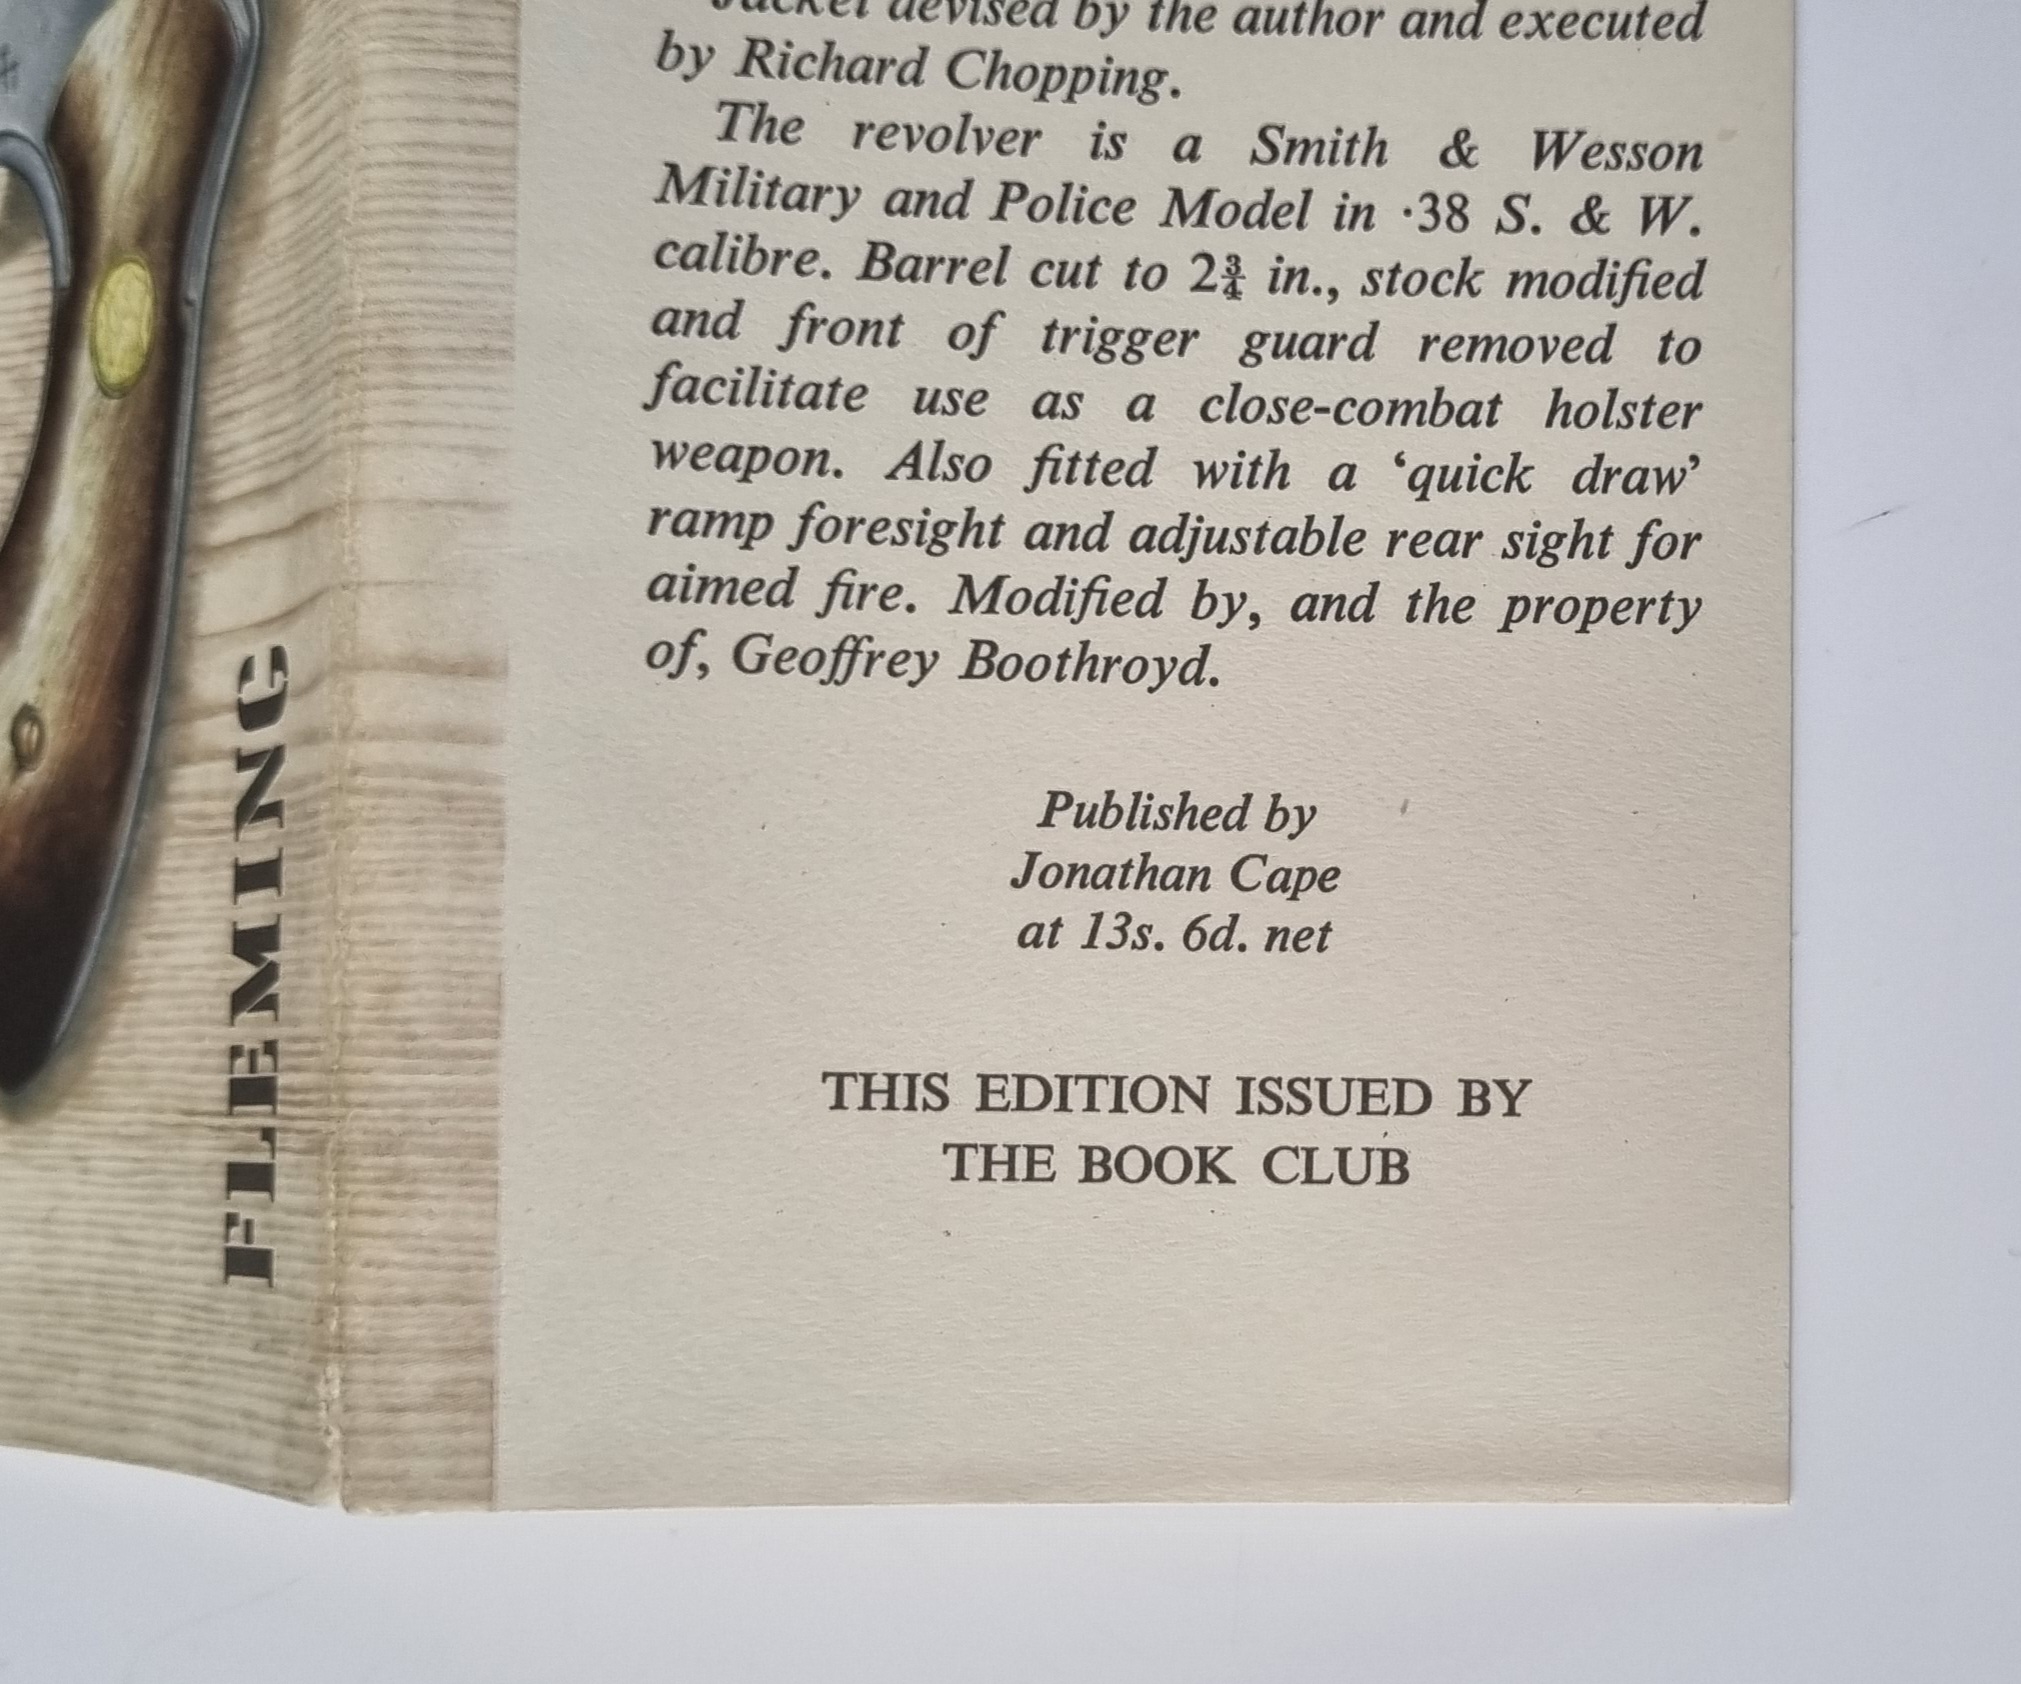 FLEMING
Jacket devised by the author and executed
by Richard Chopping.
The revolver is a Smith & Wesson
Military and Police Model in ·38 S. & W.
calibre. Barrel cut to 2¾ in., stock modified
and front of trigger guard removed to
facilitate use as a close-combat holster
weapon. Also fitted with a ‘quick draw’
ramp foresight and adjustable rear sight for
aimed fire. Modified by, and the property
of, Geoffrey Boothroyd.
Published by
Jonathan Cape
at 13s. 6d. net
THIS EDITION ISSUED BY
THE BOOK CLUB